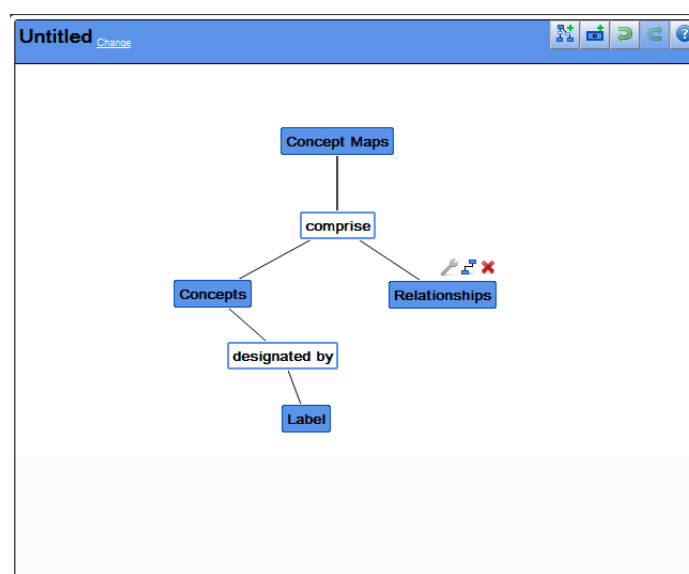 Untitled Change
Concept Maps
comprise
Concepts
Relationships
designated by
Label